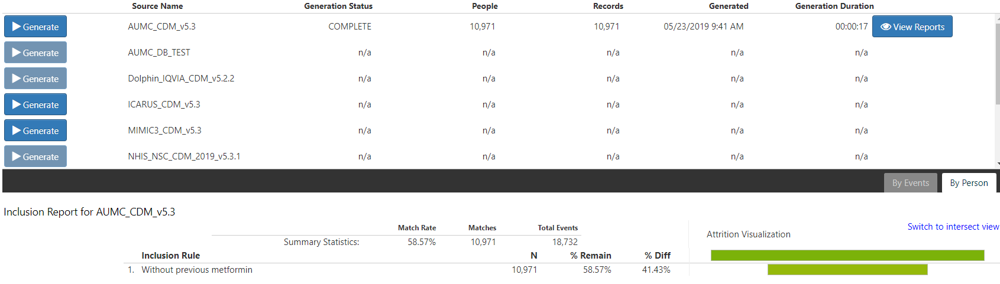 Source Name Generation Status People Records Generated Generation Duration
Generate AUMC_CDM_v5.3 COMPLETE 10,971 10,971 05/23/2019 9:41 AM 00:00:17 View Reports
Generate AUMC_DB_TEST n/a n/a n/a n/a n/a
Generate Dolphin_IQVIA_CDM_v5.2.2 n/a n/a n/a n/a n/a
Generate ICARUS_CDM_v5.3 n/a n/a n/a n/a n/a
Generate MIMIC3_CDM_v5.3 n/a n/a n/a n/a n/a
Generate NHIS_NSC_CDM_2019_v5.3.1 n/a n/a n/a n/a n/a
By Events By Person
Inclusion Report for AUMC_CDM_v5.3
Match Rate Matches Total Events
Switch to intersect view
Summary Statistics: 58.57% 10,971 18,732
Attrition Visualization
Inclusion Rule N % Remain % Diff
1. Without previous metformin 10,971 58.57% 41.43%